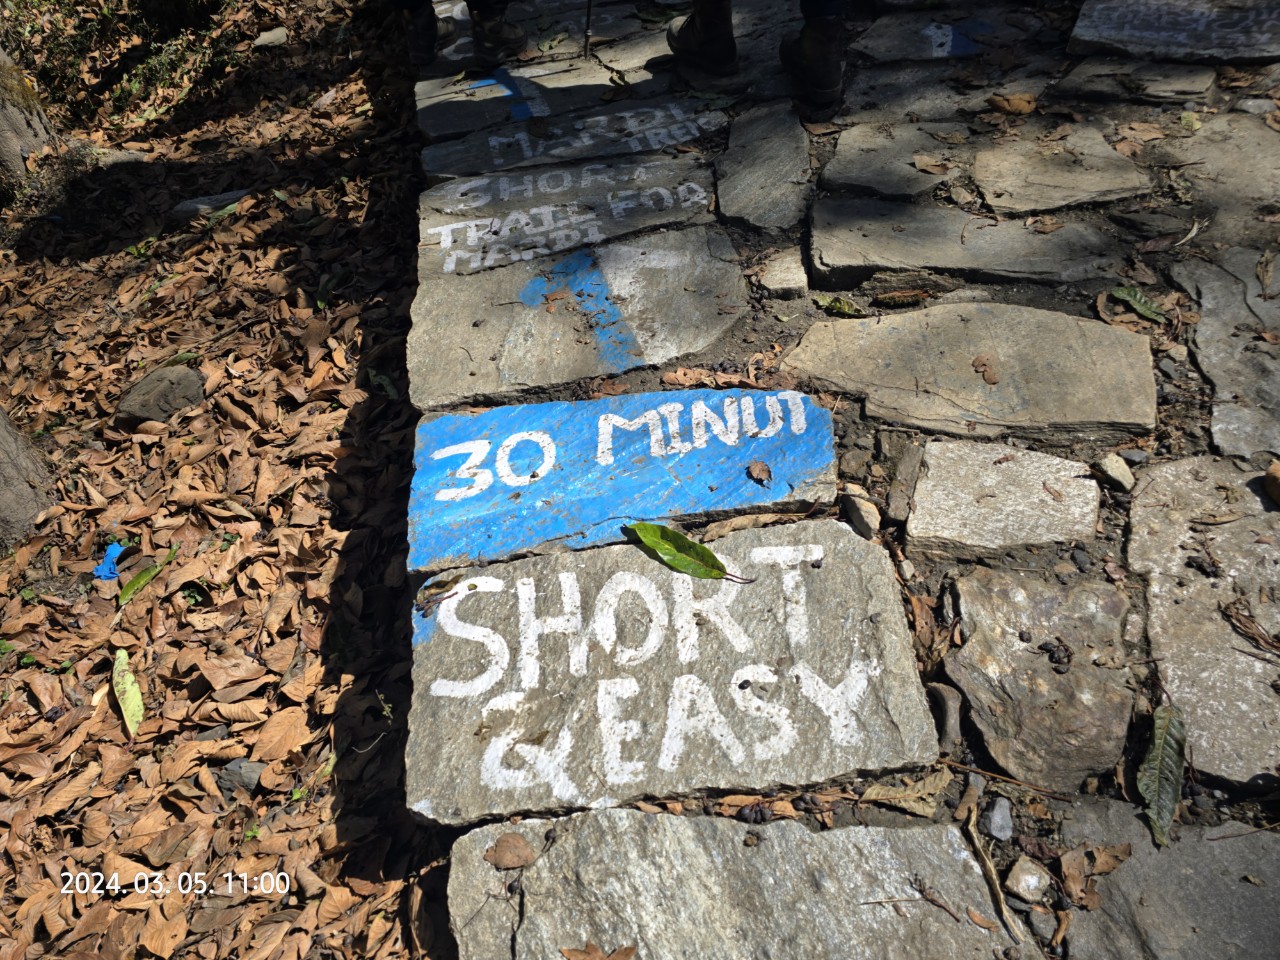 MARDI
TREK
SHORT
TRAIL FOR
MARDI
30 MINUT
SHORT
& EASY
2024. 03. 05. 11:00